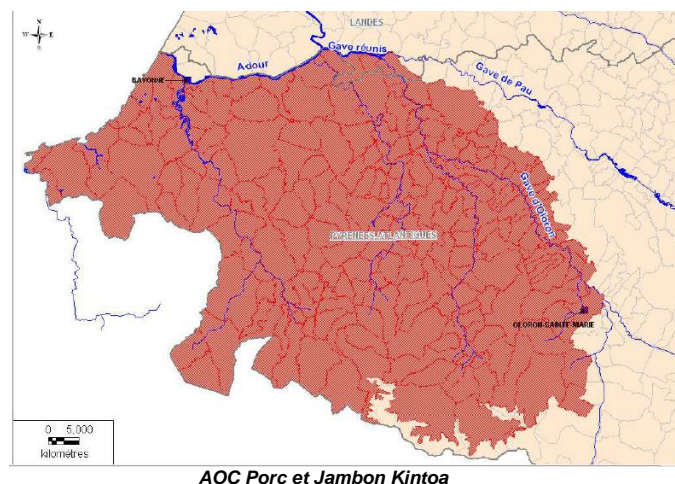 LANDES
N
W E
S
Gave réunis
Adour
Gave de Pau
BAYONNE
Gave d'Oloron
PYRENEES-ATLANTIQUES
OLORON-SAINTE-MARIE
0 5,000
kilométres
AOC Porc et Jambon Kintoa